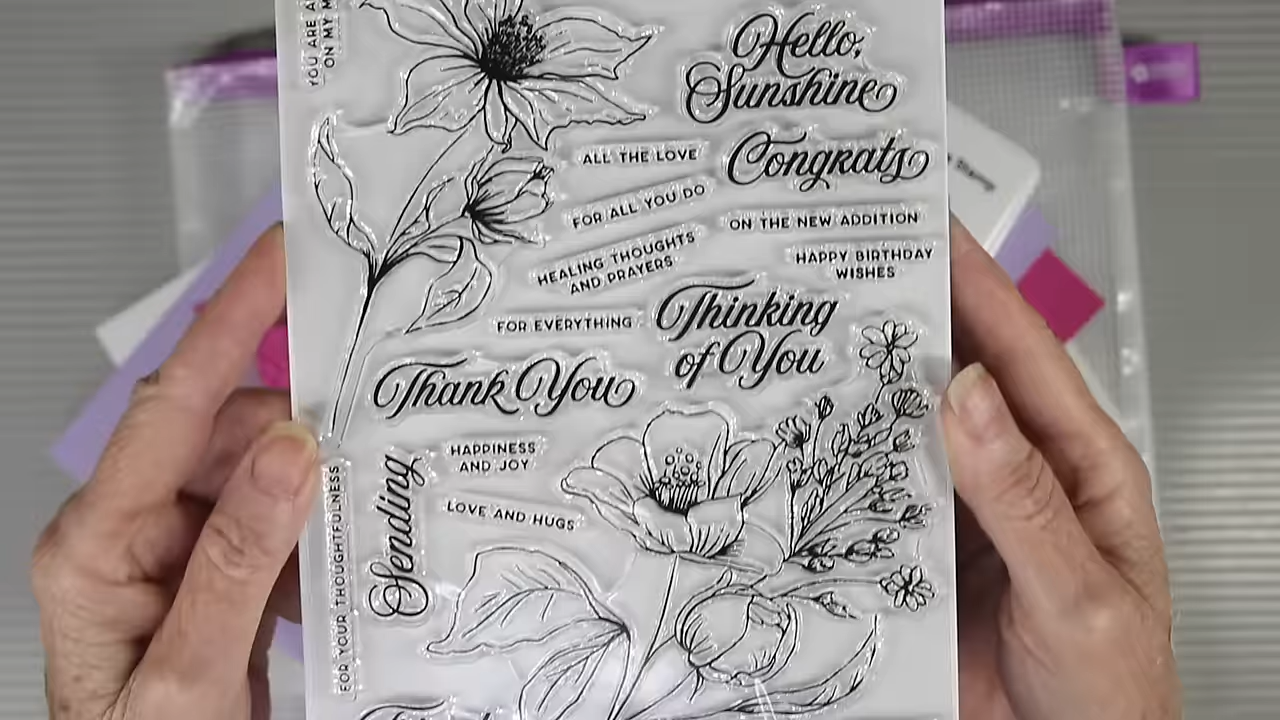 YOU ARE A
ON MY M
Hello,
Sunshine
ALL THE LOVE
Congrats
FOR ALL YOU DO
ON THE NEW ADDITION
HEALING THOUGHTS
AND PRAYERS
HAPPY BIRTHDAY
WISHES
FOR EVERYTHING
Thinking
of You
Thank You
HAPPINESS
AND JOY
Sending
LOVE AND HUGS
FOR YOUR THOUGHTFULNESS
Stamp